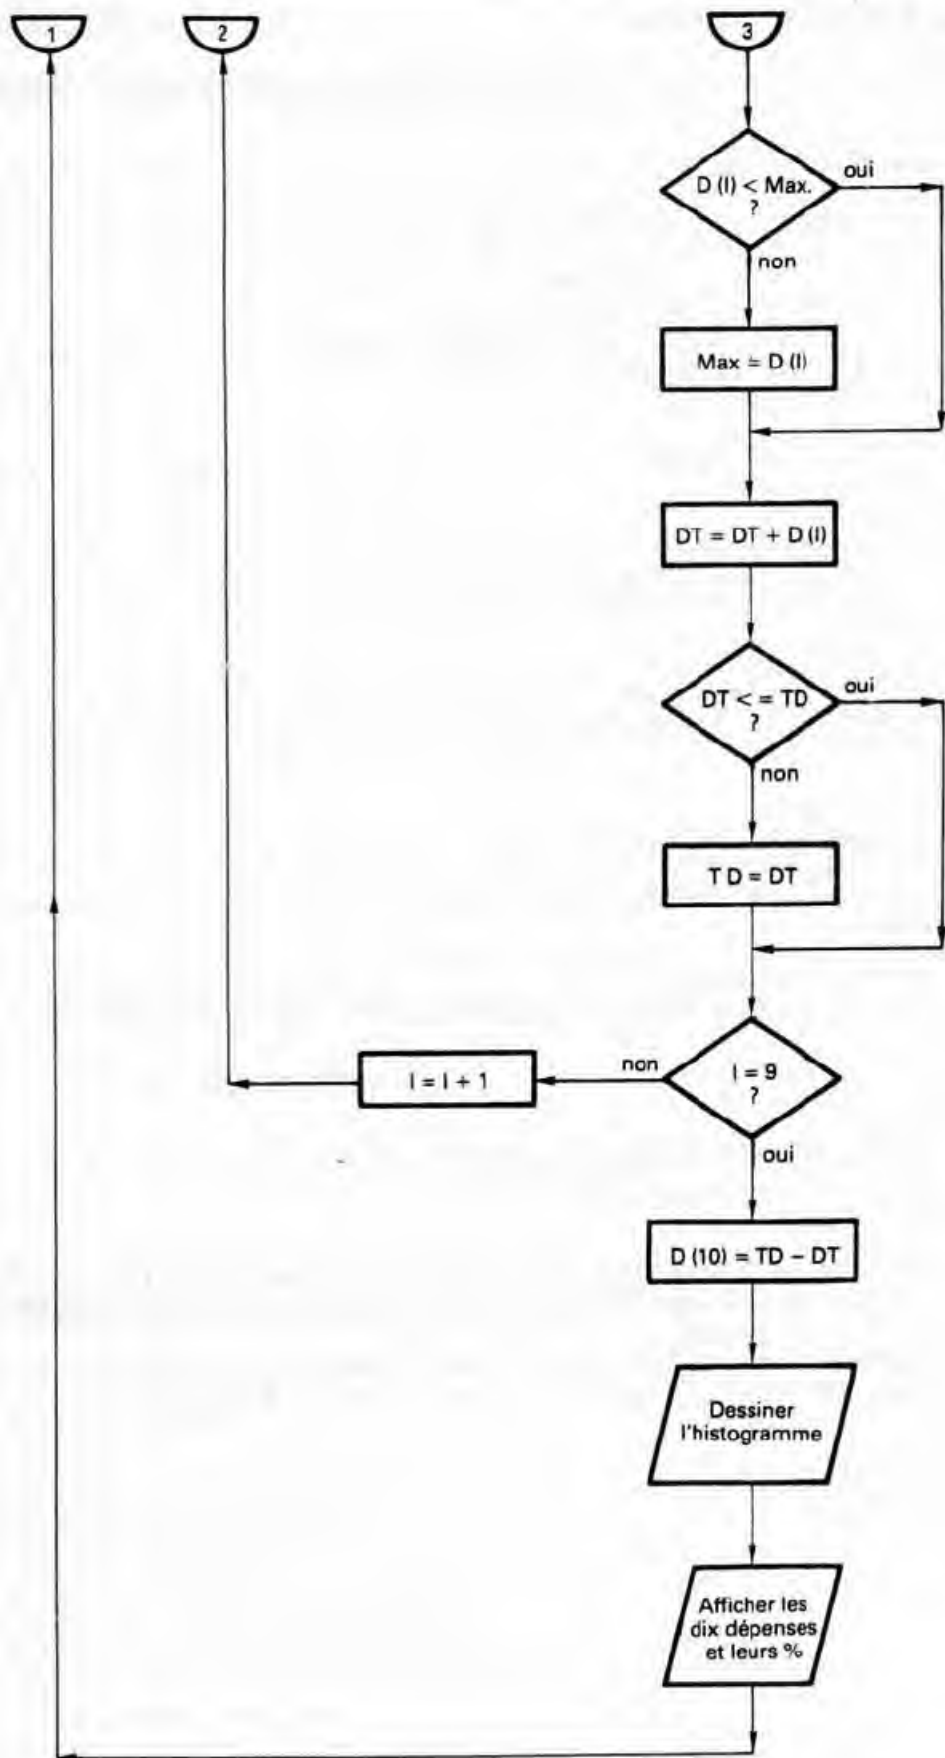 1
2
3
D (I) < Max.
?
oui
non
Max = D (I)
DT = DT + D (I)
DT < = TD
?
oui
non
T D = DT
I = 9
?
non
I = I + 1
oui
D (10) = TD – DT
Dessiner
l'histogramme
Afficher les
dix dépenses
et leurs %